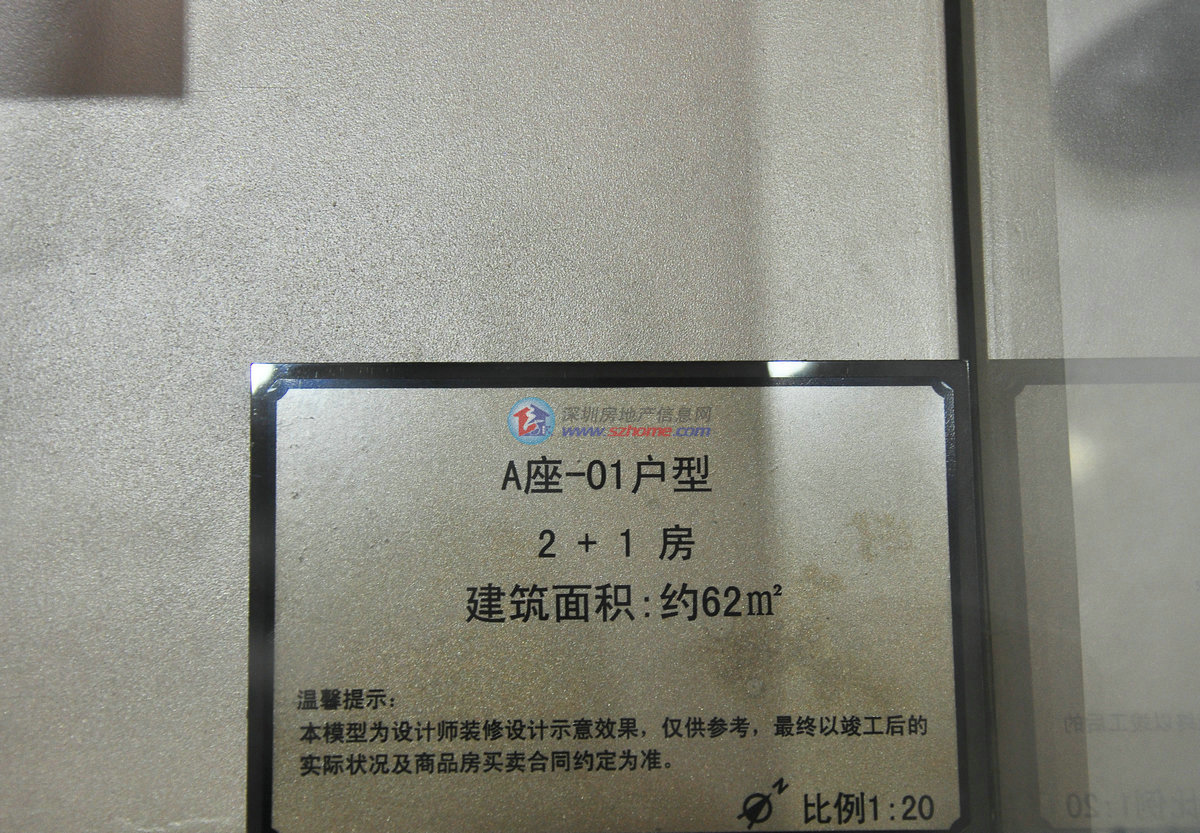 深圳房地产信息网
www.szhome.com
A座-01户型
2 + 1 房
建筑面积:约62㎡
温馨提示:
本模型为设计师装修设计示意效果，仅供参考，最终以竣工后的
实际状况及商品房买卖合同约定为准。
N
比例1:20